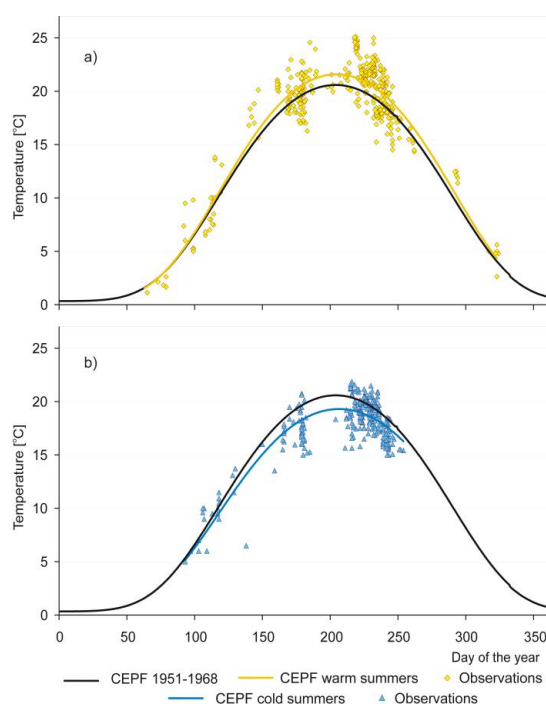 a)
Temperature [°C]
25
20
15
10
5
0
b)
Temperature [°C]
25
20
15
10
5
0
0 50 100 150 200 250 300 350
Day of the year
CEPF 1951-1968 CEPF warm summers Observations
CEPF cold summers Observations